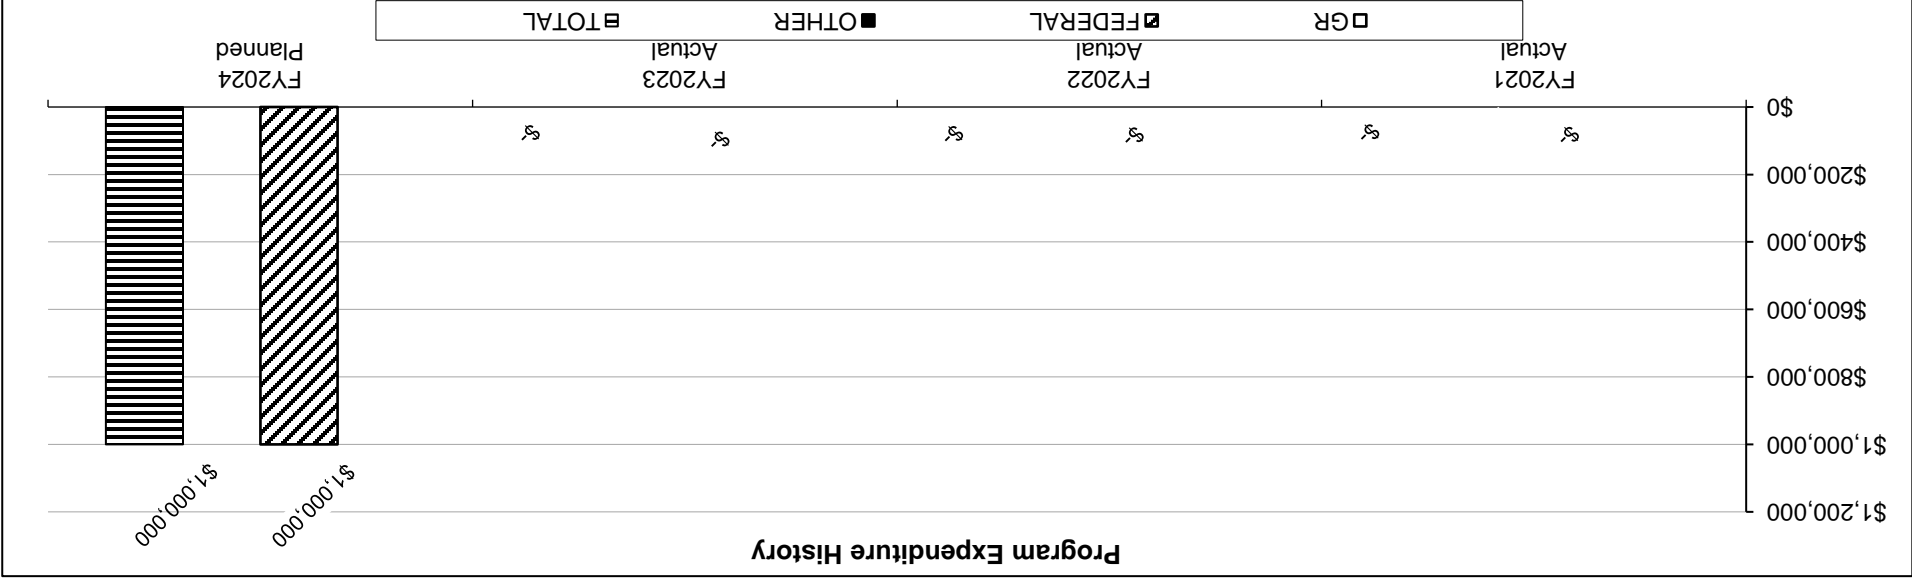 Program Expenditure History
$1,200,000
$1,000,000
$800,000
$600,000
$400,000
$200,000
$0
$-
$-
$-
$-
$-
$-
$1,000,000
$1,000,000
FY2021
Actual
FY2022
Actual
FY2023
Actual
FY2024
Planned
GR
FEDERAL
OTHER
TOTAL